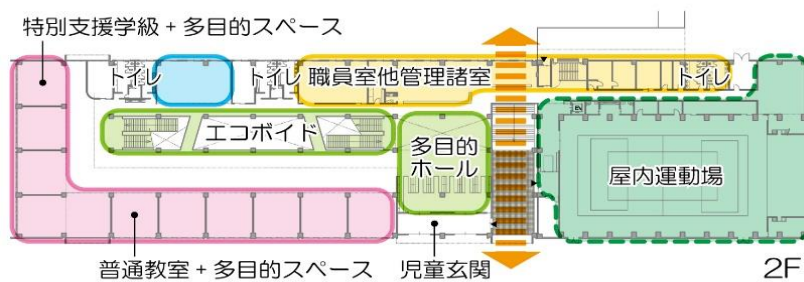 特別支援学級+多目的スペース
トイレ
トイレ
職員室他管理諸室
トイレ
エコボイド
多目的
ホール
屋内運動場
普通教室+多目的スペース
児童玄関
2F